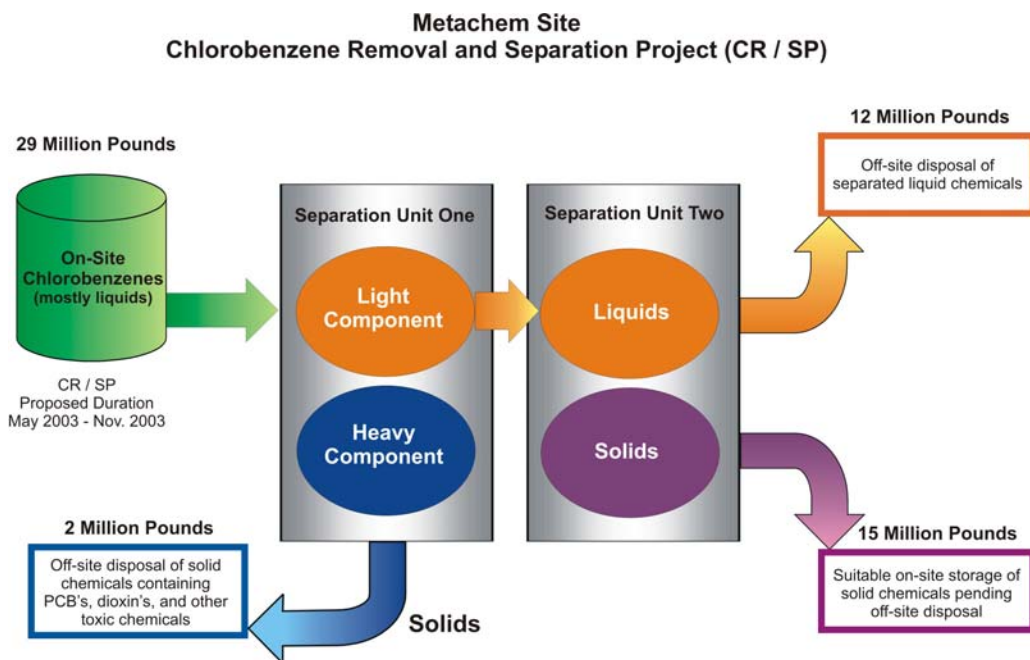 Metachem Site
Chlorobenzene Removal and Separation Project (CR / SP)
29 Million Pounds
On-Site
Chlorobenzenes
(mostly liquids)
CR / SP
Proposed Duration
May 2003 - Nov. 2003
Separation Unit One
Light
Component
Heavy
Component
Separation Unit Two
Liquids
Solids
12 Million Pounds
Off-site disposal of
separated liquid chemicals
2 Million Pounds
Off-site disposal of solid
chemicals containing
PCB's, dioxin's, and other
toxic chemicals
Solids
15 Million Pounds
Suitable on-site storage of
solid chemicals pending
off-site disposal